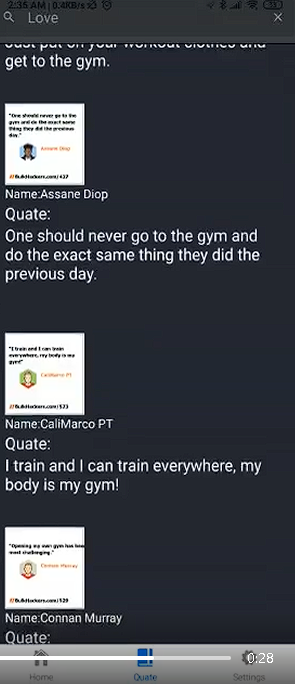 2:35 AM | 0.4KB/s
Love
Just put on your workout clothes and
get to the gym.
"One should never go to the
gym and do the exact same
thing they did the previous
day."
Assane Diop
//BulkHackers.com/437
Name:Assane Diop
Quate:
One should never go to the gym and
do the exact same thing they did the
previous day.
"I train and I can train
everywhere, my body is my
gym!"
CaliMarco PT
//BulkHackers.com/573
Name:CaliMarco PT
Quate:
I train and I can train everywhere, my
body is my gym!
"Opening my own gym has been
most challenging."
Connan Murray
//BulkHackers.com/520
Name:Connan Murray
Quate:
0:28
Home
Quate
Settings